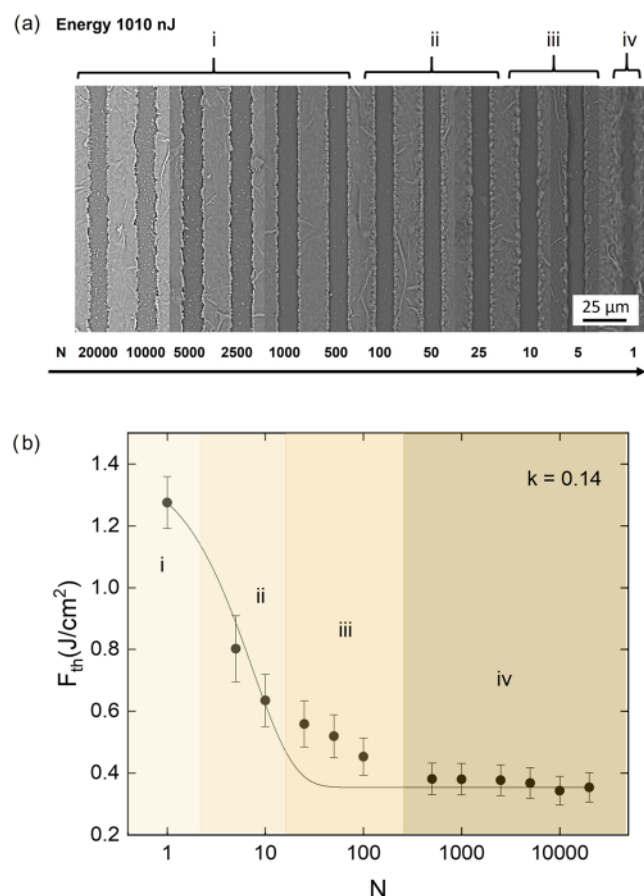 (a) Energy 1010 nJ
i ii iii iv
25 µm
N 20000 10000 5000 2500 1000 500 100 50 25 10 5 1
(b)
k = 0.14
1.4
1.2
1.0
0.8
0.6
0.4
0.2
F_th(J/cm²)
i
ii
iii
iv
1 10 100 1000 10000
N